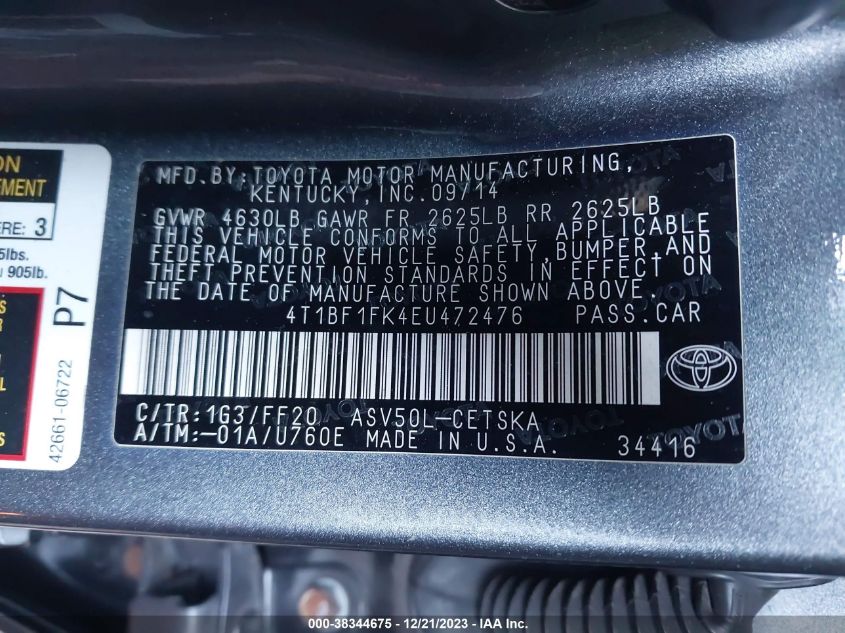 ON
EMENT
ERE: 3
5lbs.
905lb.
P7
42661-06722
MFD.BY:TOYOTA MOTOR MANUFACTURING,
KENTUCKY, INC.09/14
GVWR 4630LB GAWR FR 2625LB RR 2625LB
THIS VEHICLE CONFORMS TO ALL APPLICABLE
FEDERAL MOTOR VEHICLE SAFETY,BUMPER,AND
THEFT PREVENTION STANDARDS IN EFFECT ON
THE DATE OF MANUFACTURE SHOWN ABOVE.
4T1BF1FK4EU472476 PASS.CAR
C/TR:1G3/FF20 ASV50L-CETSKA
A/TM:-01A/U760E MADE IN U.S.A. 34416
000-38344675 - 12/21/2023 - IAA Inc.